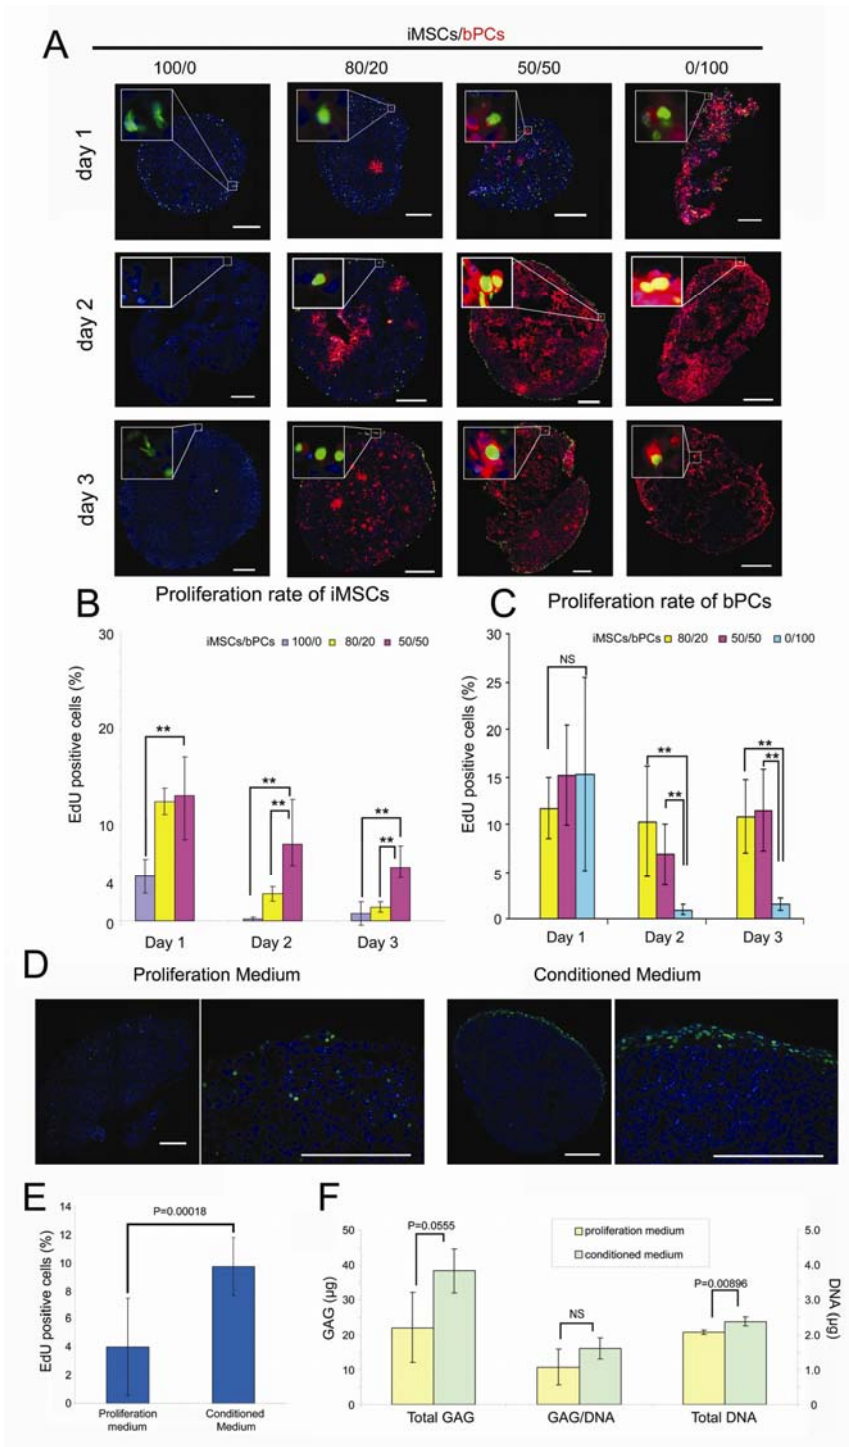 A
iMSCs/bPCs
100/0 80/20 50/50 0/100
day 1
day 2
day 3
B Proliferation rate of iMSCs
iMSCs/bPCs 100/0 80/20 50/50
EdU positive cells (%)
30
20
10
4
0
**
**
**
**
**
Day 1 Day 2 Day 3
C Proliferation rate of bPCs
iMSCs/bPCs 80/20 50/50 0/100
EdU positive cells (%)
30
25
20
15
10
5
0
NS
**
**
**
**
Day 1 Day 2 Day 3
D
Proliferation Medium Conditioned Medium
E
EdU positive cells (%)
14
12
10
8
6
4
2
0
P=0.00018
Proliferation
medium
Conditioned
Medium
F
GAG (µg)
50
40
30
20
10
0
P=0.0555
NS
P=0.00896
proliferation medium
conditioned medium
5.0
4.0
3.0
2.0
1.0
0.0
DNA (µg)
Total GAG GAG/DNA Total DNA